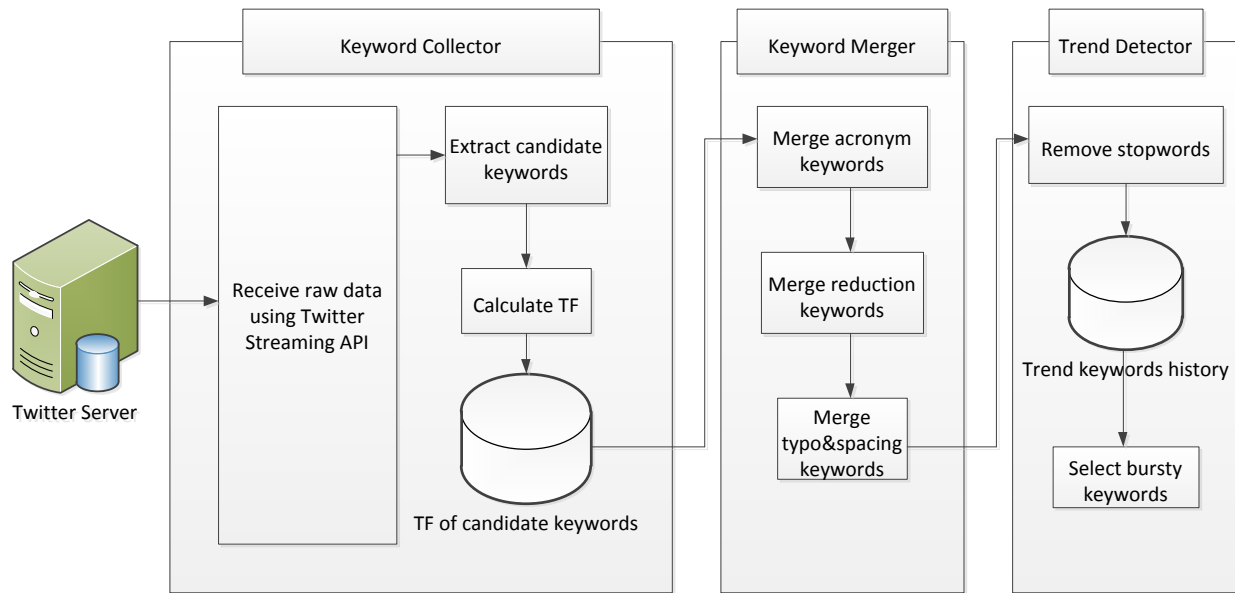 Keyword Collector
Keyword Merger
Trend Detector
Receive raw data
using Twitter
Streaming API
Extract candidate
keywords
Calculate TF
TF of candidate keywords
Merge acronym
keywords
Merge reduction
keywords
Merge
typo&spacing
keywords
Remove stopwords
Trend keywords history
Select bursty
keywords
Twitter Server